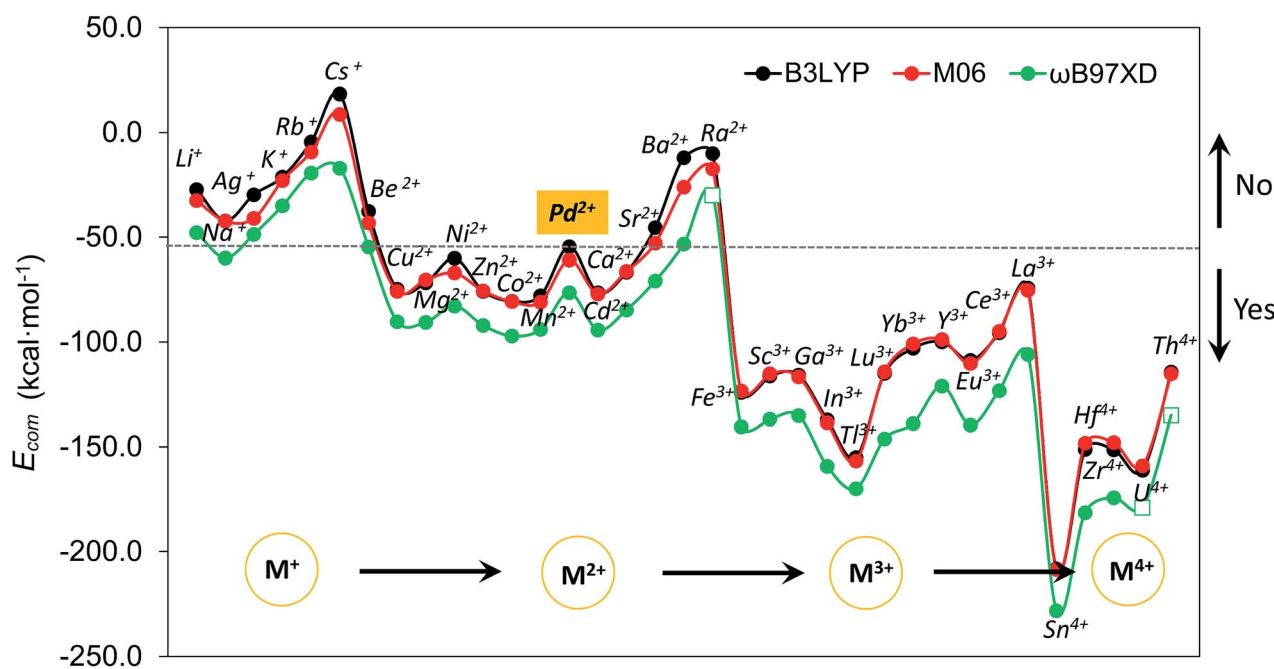 50.0
0.0
-50.0
-100.0
-150.0
-200.0
-250.0
E_com (kcal·mol⁻¹)
B3LYP M06 ωB97XD
Li⁺
Na⁺
Ag⁺
K⁺
Rb⁺
Cs⁺
Be²⁺
Cu²⁺
Mg²⁺
Ni²⁺
Zn²⁺
Co²⁺
Mn²⁺
Pd²⁺
Cd²⁺
Ca²⁺
Sr²⁺
Ba²⁺
Ra²⁺
Fe³⁺
Sc³⁺
Ga³⁺
In³⁺
Tl³⁺
Lu³⁺
Yb³⁺
Y³⁺
Eu³⁺
Ce³⁺
La³⁺
Sn⁴⁺
Hf⁴⁺
Zr⁴⁺
U⁴⁺
Th⁴⁺
No
Yes
M⁺
M²⁺
M³⁺
M⁴⁺